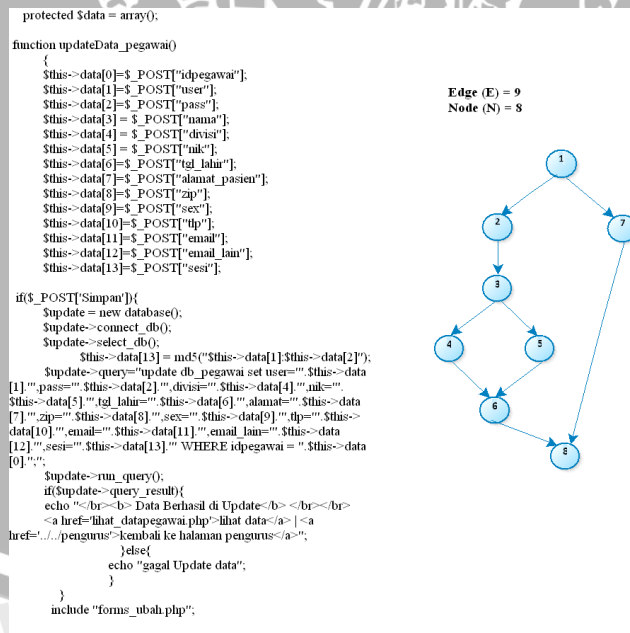 protected $data = array();
function updateData_pegawai()
{
$this->data[0]=$_POST["idpegawai"];
$this->data[1]=$_POST["user"];
$this->data[2]=$_POST["pass"];
$this->data[3] = $_POST["nama"];
$this->data[4] = $_POST["divisi"];
$this->data[5] = $_POST["nik"];
$this->data[6]=$_POST["tgl_lahir"];
$this->data[7]=$_POST["alamat_pasien"];
$this->data[8]=$_POST["zip"];
$this->data[9]=$_POST["sex"];
$this->data[10]=$_POST["tlp"];
$this->data[11]=$_POST["email"];
$this->data[12]=$_POST["email_lain"];
$this->data[13]=$_POST["sesi"];
if($_POST['Simpan']){
$update = new database();
$update->connect_db();
$update->select_db();
$this->data[13] = md5("$this->data[1]:$this->data[2]");
$update->query="update db_pegawai set user='".$this->data
[1]."',pass='".$this->data[2]."',divisi='".$this->data[4]."',nik='".
$this->data[5]."',tgl_lahir='".$this->data[6]."',alamat='".$this->data
[7]."',zip='".$this->data[8]."',sex='".$this->data[9]."',tlp='".$this->
data[10]."',email='".$this->data[11]."',email_lain='".$this->data
[12]."',sesi='".$this->data[13]."' WHERE idpegawai = ".$this->data
[0].";";
$update->run_query();
if($update->query_result){
echo "</br><b> Data Berhasil di Update</b> </br></br>
<a href='lihat_datapegawai.php'>lihat data</a> | <a
href='../../pengurus'>kembali ke halaman pengurus</a>";
}else{
echo "gagal Update data";
}
}
include "forms_ubah.php";
Edge (E) = 9
Node (N) = 8
1
2
7
3
4
5
6
8